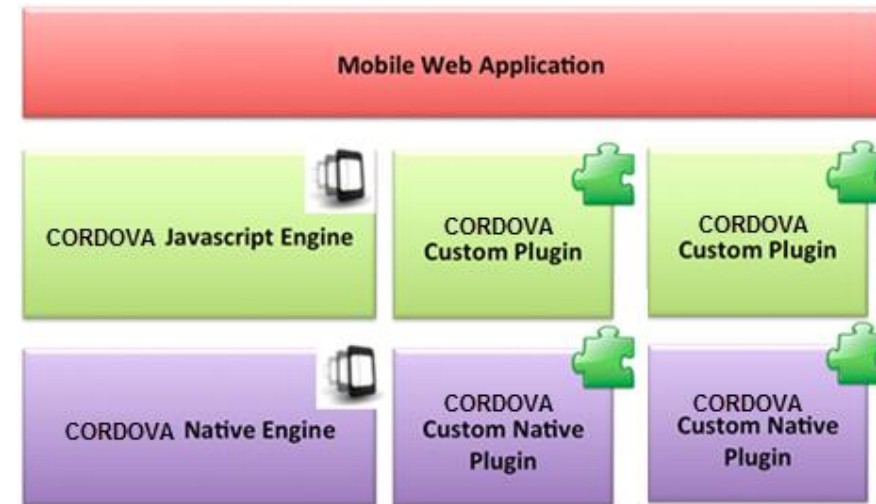 Mobile Web Application
CORDOVA Javascript Engine
CORDOVA
Custom Plugin
CORDOVA
Custom Plugin
CORDOVA Native Engine
CORDOVA
Custom Native
Plugin
CORDOVA
Custom Native
Plugin